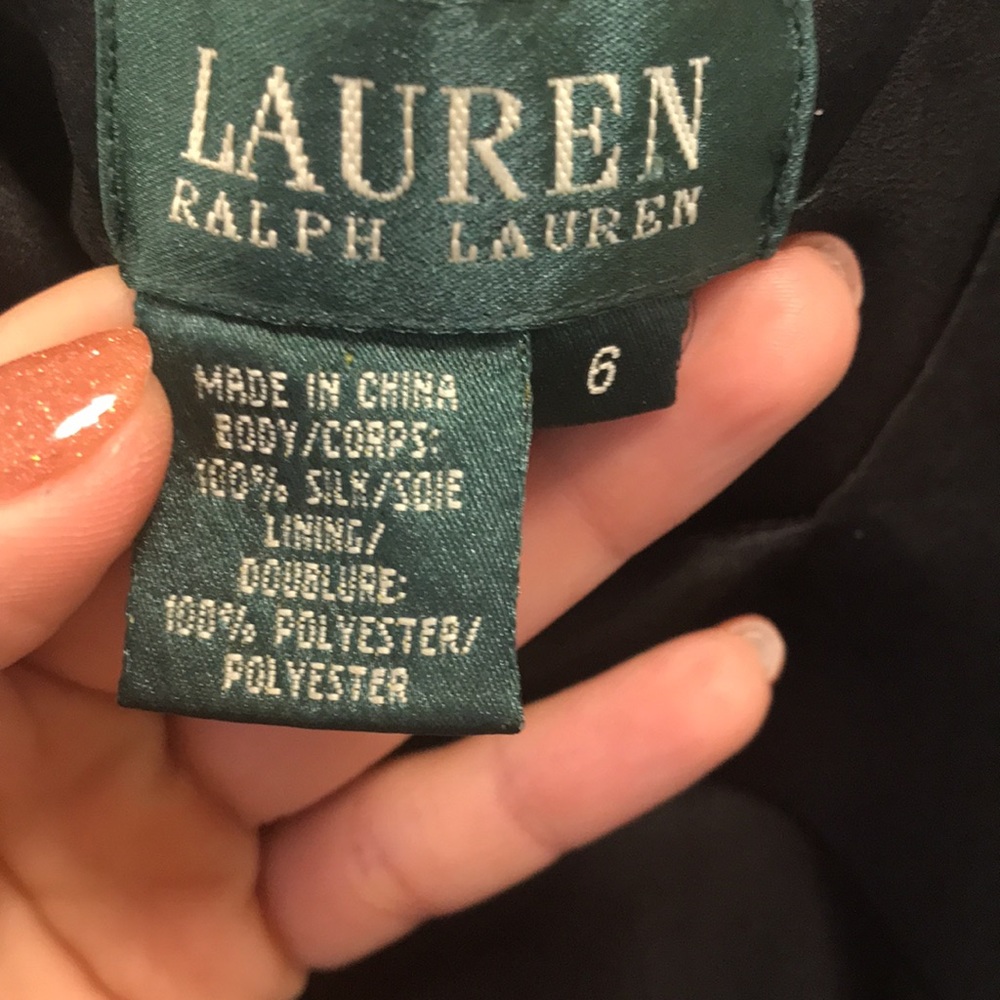 LAUREN
RALPH LAUREN
6
MADE IN CHINA
BODY/CORPS:
100% SILK/SOIE
LINING/
DOUBLURE:
100% POLYESTER/
POLYESTER